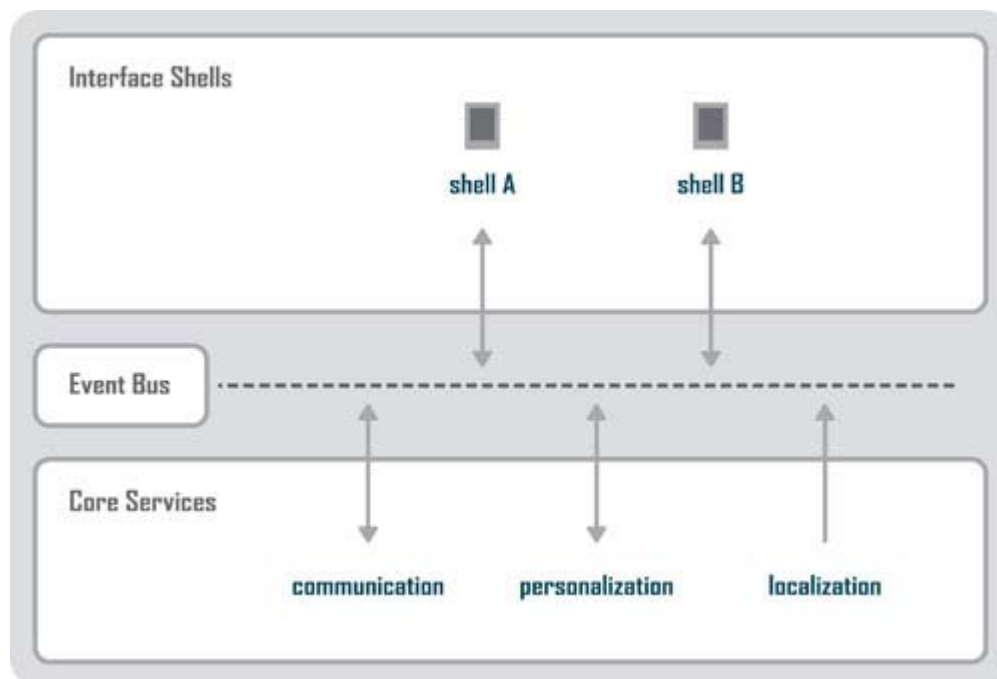 Interface Shells
shell A
shell B
Event Bus
Core Services
communication
personalization
localization